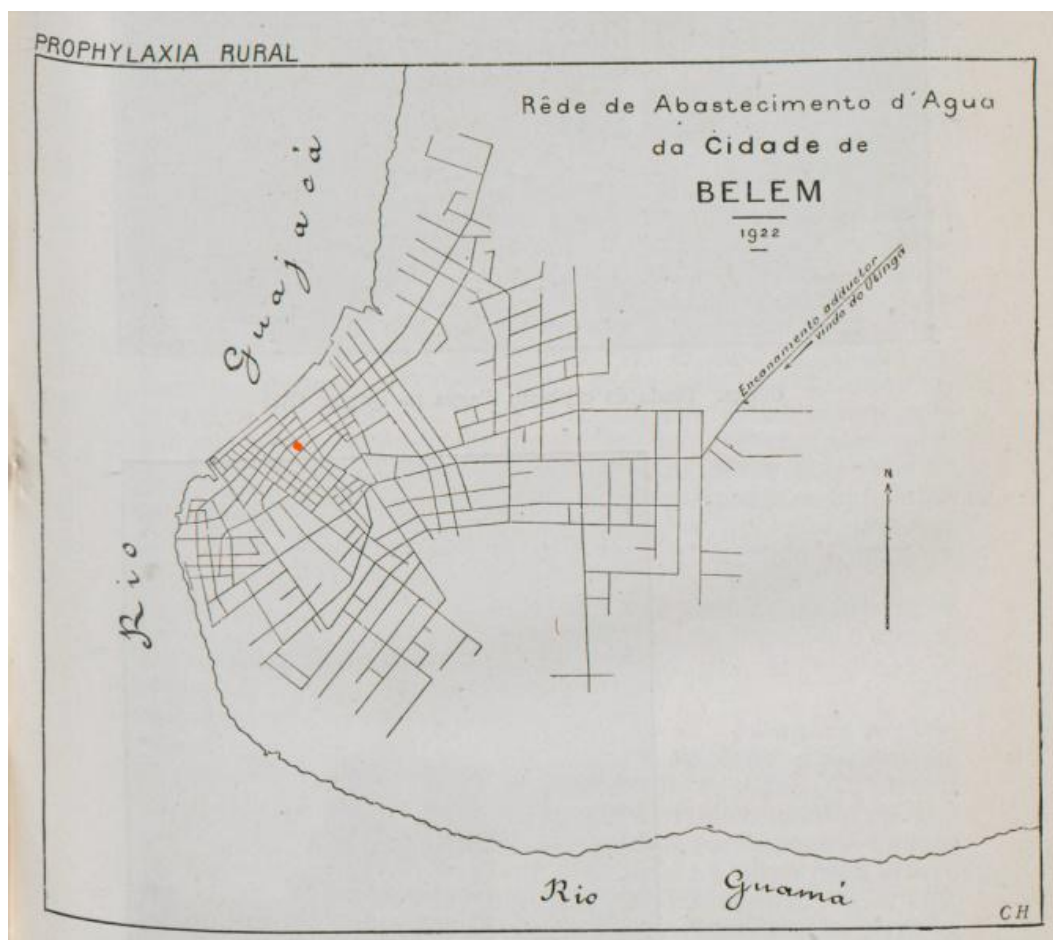 PROPHYLAXIA RURAL
Rêde de Abastecimento d'Agua
da Cidade de
BELEM
1922
Encanamento adductor
vindo do Utinga
Rio Guajará
N
Rio Guamá
CH